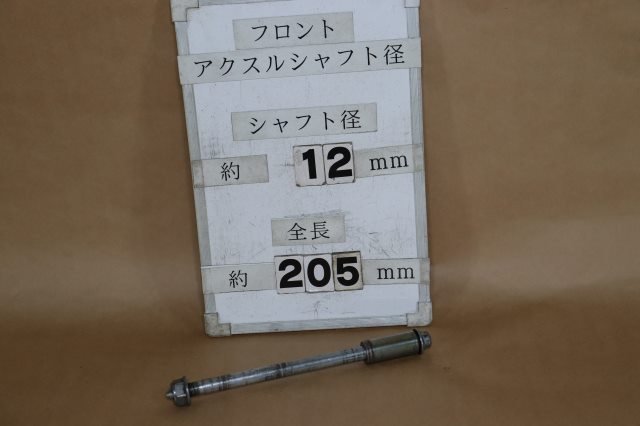 フロント
アクスルシャフト径
シャフト径
約 12 mm
全長
約 205 mm